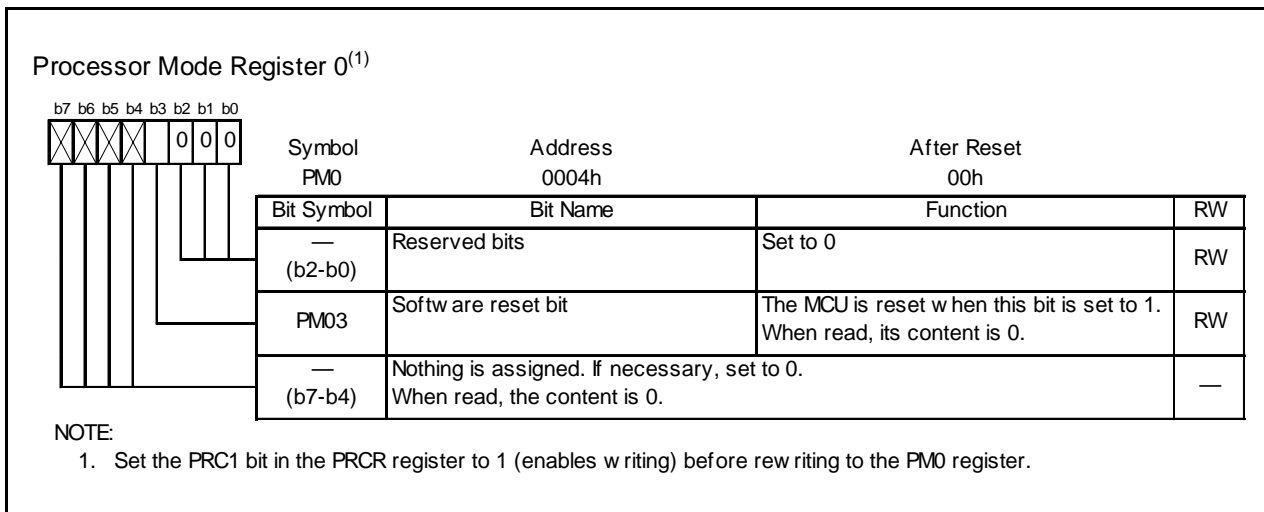 Processor Mode Register 0(1)
b7 b6 b5 b4 b3 b2 b1 b0
0 0 0
Symbol Address After Reset
PM0 0004h 00h
Bit Symbol Bit Name Function RW
— (b2-b0) Reserved bits Set to 0 RW
PM03 Software reset bit The MCU is reset when this bit is set to 1.
When read, its content is 0. RW
— (b7-b4) Nothing is assigned. If necessary, set to 0.
When read, the content is 0. —
NOTE:
1. Set the PRC1 bit in the PRCR register to 1 (enables writing) before rewriting to the PM0 register.